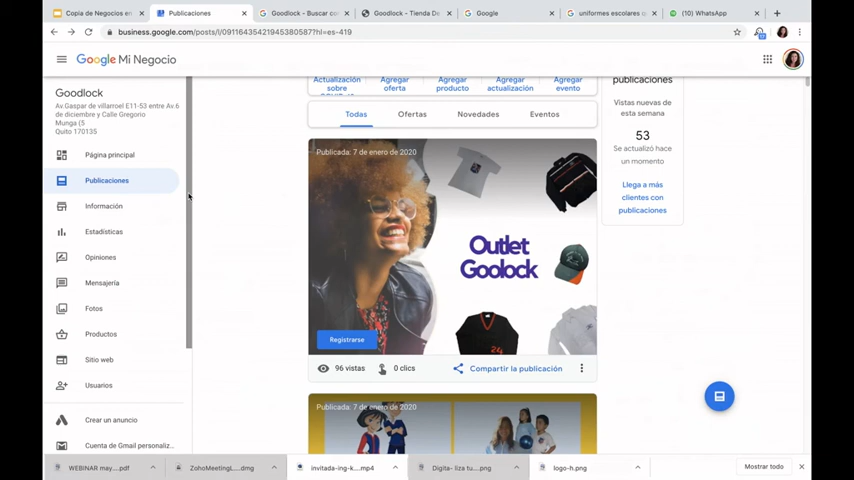 Copia de Negocios en
Publicaciones
Goodlock - Buscar co
Goodlock - Tienda De
Google
uniformes escolares
(10) WhatsApp
business.google.com/posts/l/09116435421945380587?hl=es-419
Google Mi Negocio
Goodlock
Av.Gaspar de villarroel E11-53 entre Av.6
de diciembre y Calle Gregorio
Munga (5
Quito 170135
Página principal
Publicaciones
Información
Estadísticas
Opiniones
Mensajería
Fotos
Productos
Sitio web
Usuarios
Crear un anuncio
Cuenta de Gmail personaliz...
Actualización
sobre
Agregar
oferta
Agregar
producto
Agregar
actualización
Agregar
evento
Todas
Ofertas
Novedades
Eventos
Publicada: 7 de enero de 2020
Outlet
Goolock
24
Registrarse
96 vistas
0 clics
Compartir la publicación
Publicada: 7 de enero de 2020
publicaciones
Vistas nuevas de
esta semana
53
Se actualizó hace
un momento
Llega a más
clientes con
publicaciones
WEBINAR may....pdf
ZohoMeetingL....dmg
invitada-ing-k....mp4
Digita- liza tu....png
logo-h.png
Mostrar todo